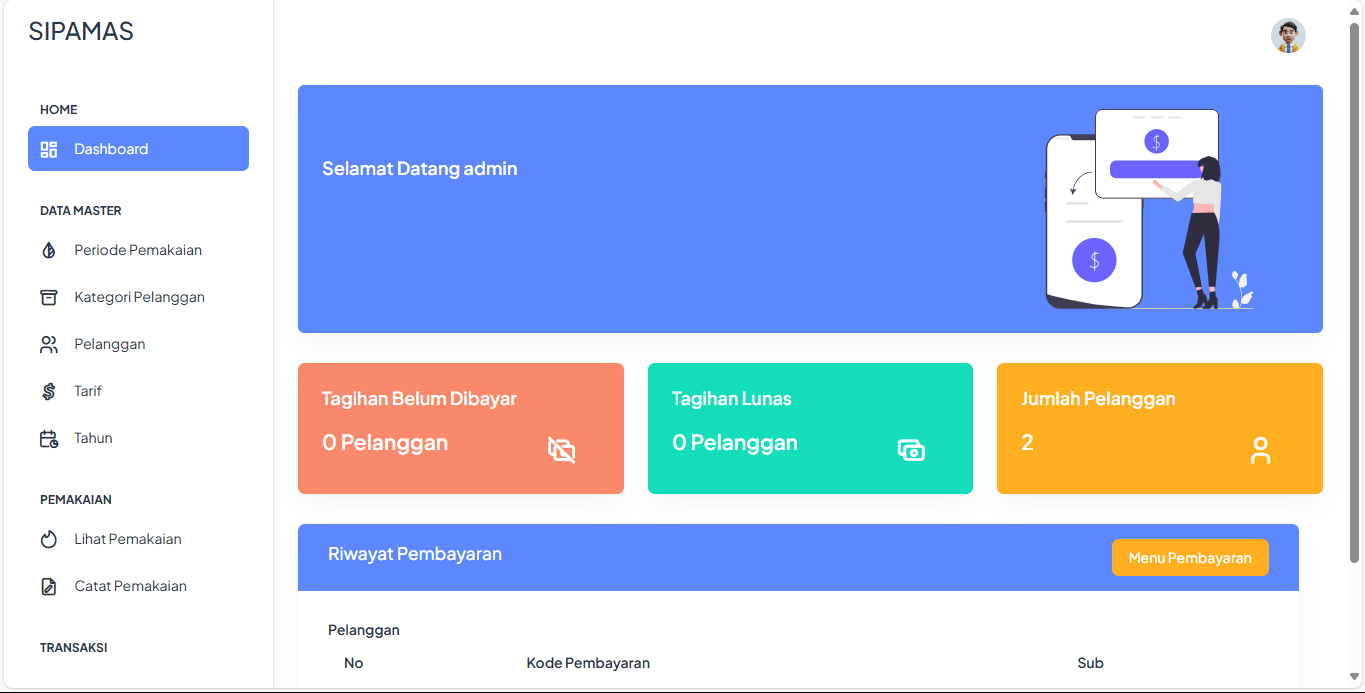 SIPAMAS
HOME
Dashboard
DATA MASTER
Periode Pemakaian
Kategori Pelanggan
Pelanggan
Tarif
Tahun
PEMAKAIAN
Lihat Pemakaian
Catat Pemakaian
TRANSAKSI
Selamat Datang admin
$
$
Tagihan Belum Dibayar
0 Pelanggan
Tagihan Lunas
0 Pelanggan
Jumlah Pelanggan
2
Riwayat Pembayaran
Menu Pembayaran
Pelanggan
No Kode Pembayaran Sub